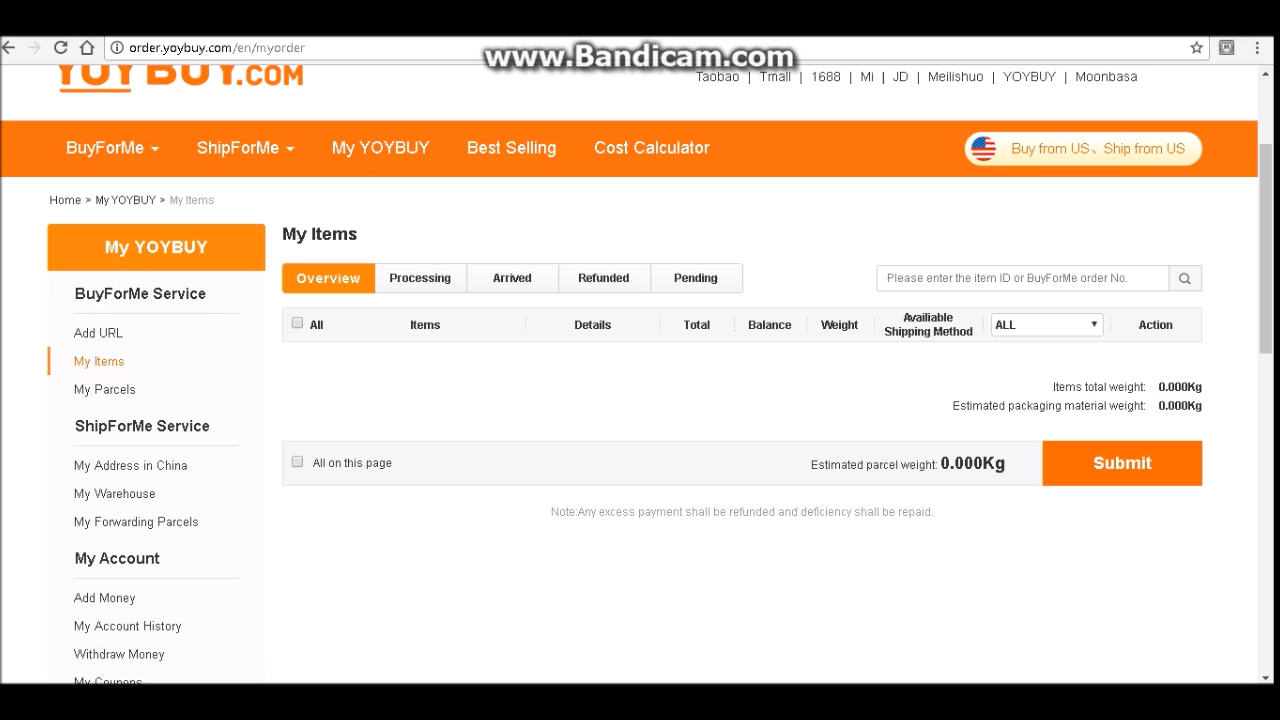 order.yoybuy.com/en/myorder
www.Bandicam.com
YOYBUY.COM
Taobao | Tmall | 1688 | Mi | JD | Meilishuo | YOYBUY | Moonbasa
BuyForMe ShipForMe My YOYBUY Best Selling Cost Calculator Buy from US、Ship from US
Home > My YOYBUY > My Items
My YOYBUY
BuyForMe Service
Add URL
My Items
My Parcels
ShipForMe Service
My Address in China
My Warehouse
My Forwarding Parcels
My Account
Add Money
My Account History
Withdraw Money
My Coupons
My Items
Overview Processing Arrived Refunded Pending Please enter the item ID or BuyForMe order No.
All Items Details Total Balance Weight Availiable Shipping Method ALL Action
Items total weight: 0.000Kg
Estimated packaging material weight: 0.000Kg
All on this page Estimated parcel weight: 0.000Kg Submit
Note:Any excess payment shall be refunded and deficiency shall be repaid.